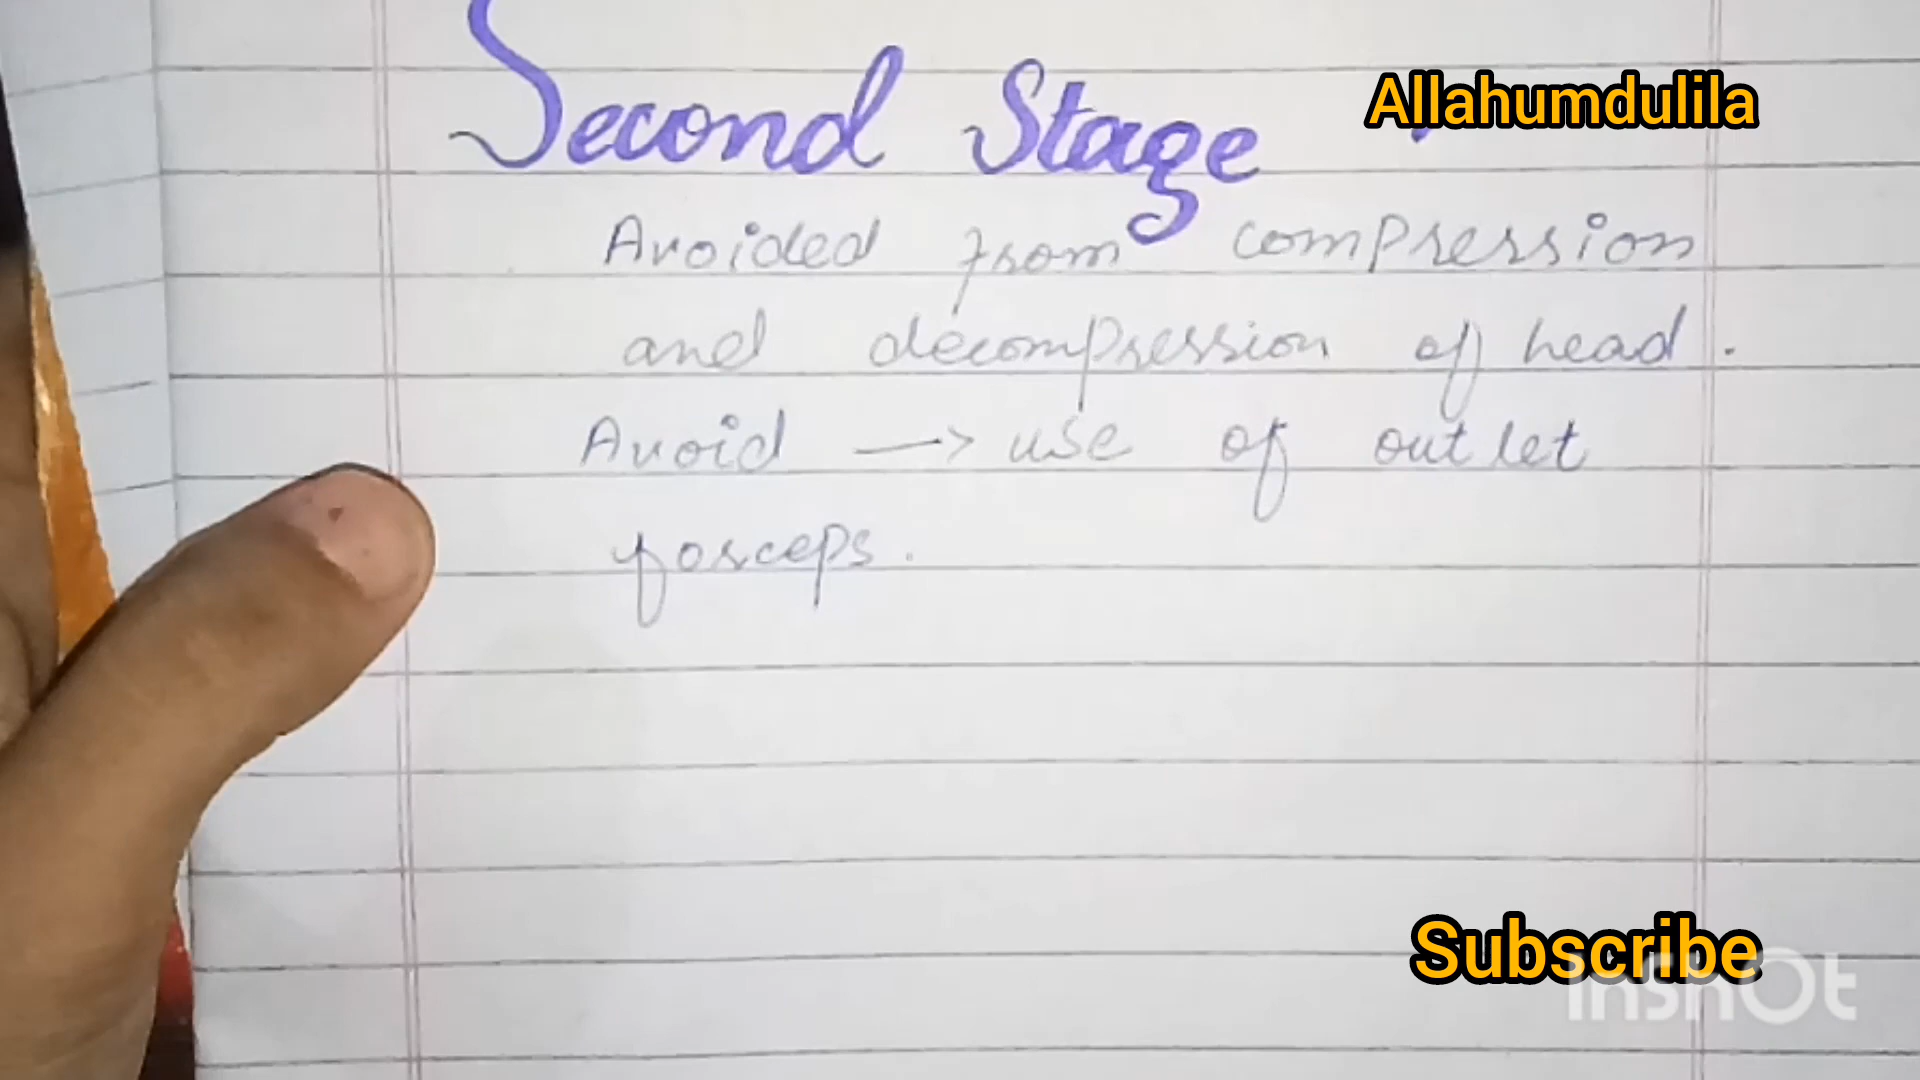 Second Stage
Allahumdulila
Avoided from compression
and decompression of head.
Avoid → use of outlet
forceps.
Subscribe
InShOt